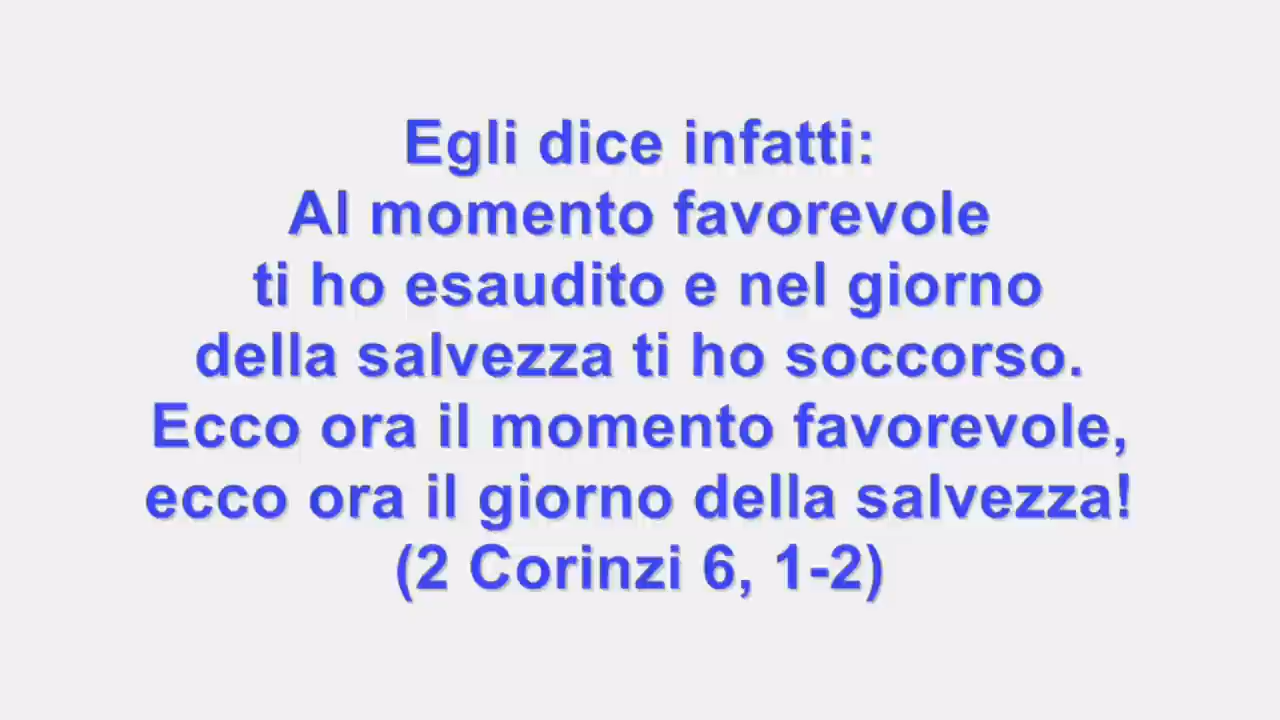 Egli dice infatti:
Al momento favorevole
ti ho esaudito e nel giorno
della salvezza ti ho soccorso.
Ecco ora il momento favorevole,
ecco ora il giorno della salvezza!
(2 Corinzi 6, 1-2)